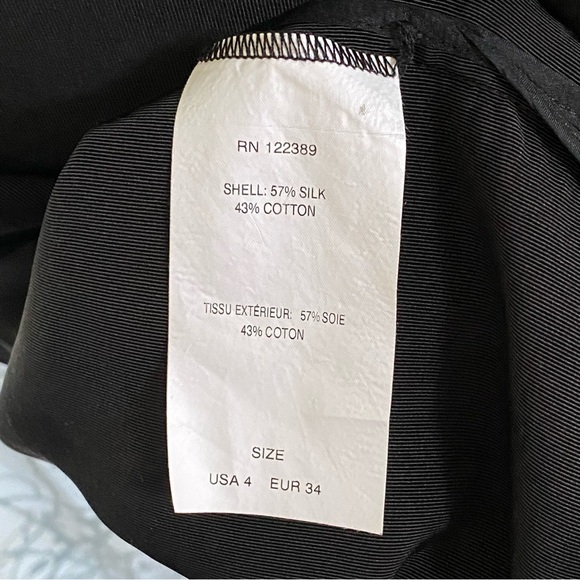 RN 122389
SHELL: 57% SILK
43% COTTON
TISSU EXTÉRIEUR: 57% SOIE
43% COTON
SIZE
USA 4 EUR 34